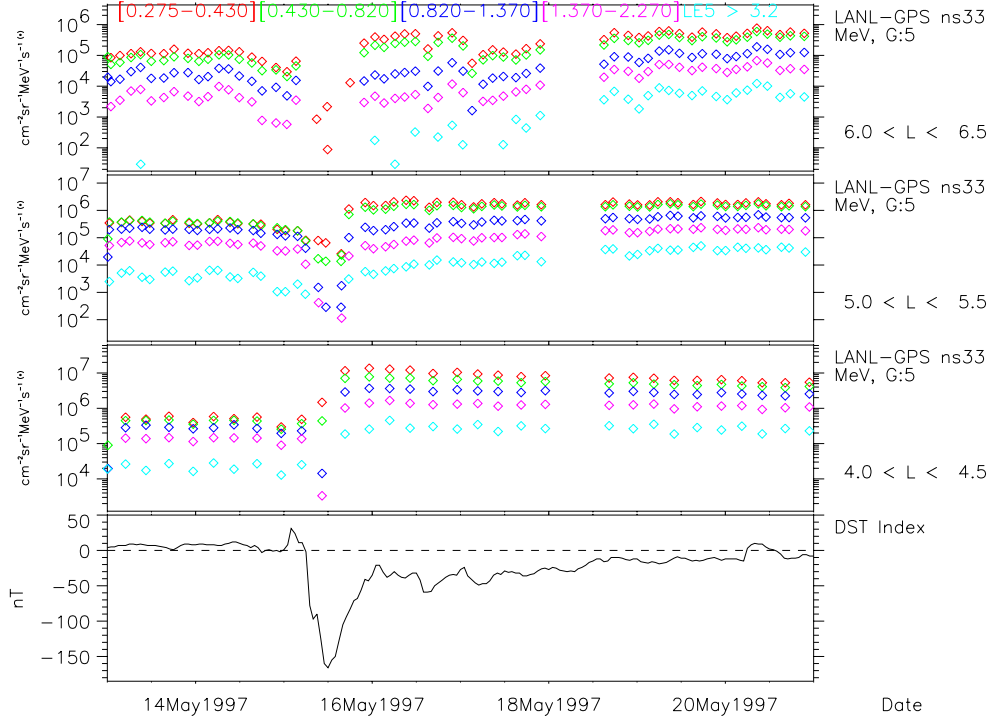 [0.275−0.430][0.430−0.820][0.820−1.370][1.370−2.270]LE5 > 3.2
LANL−GPS ns33
MeV, G:5
6.0 < L < 6.5
cm⁻²sr⁻¹MeV⁻¹s⁻¹
10⁶
10⁵
10⁴
10³
10²
7
LANL−GPS ns33
MeV, G:5
5.0 < L < 5.5
cm⁻²sr⁻¹MeV⁻¹s⁻¹
10⁷
10⁶
10⁵
10⁴
10³
10²
LANL−GPS ns33
MeV, G:5
4.0 < L < 4.5
cm⁻²sr⁻¹MeV⁻¹s⁻¹
10⁷
10⁶
10⁵
10⁴
DST Index
nT
50
0
−50
−100
−150
14May1997 16May1997 18May1997 20May1997 Date